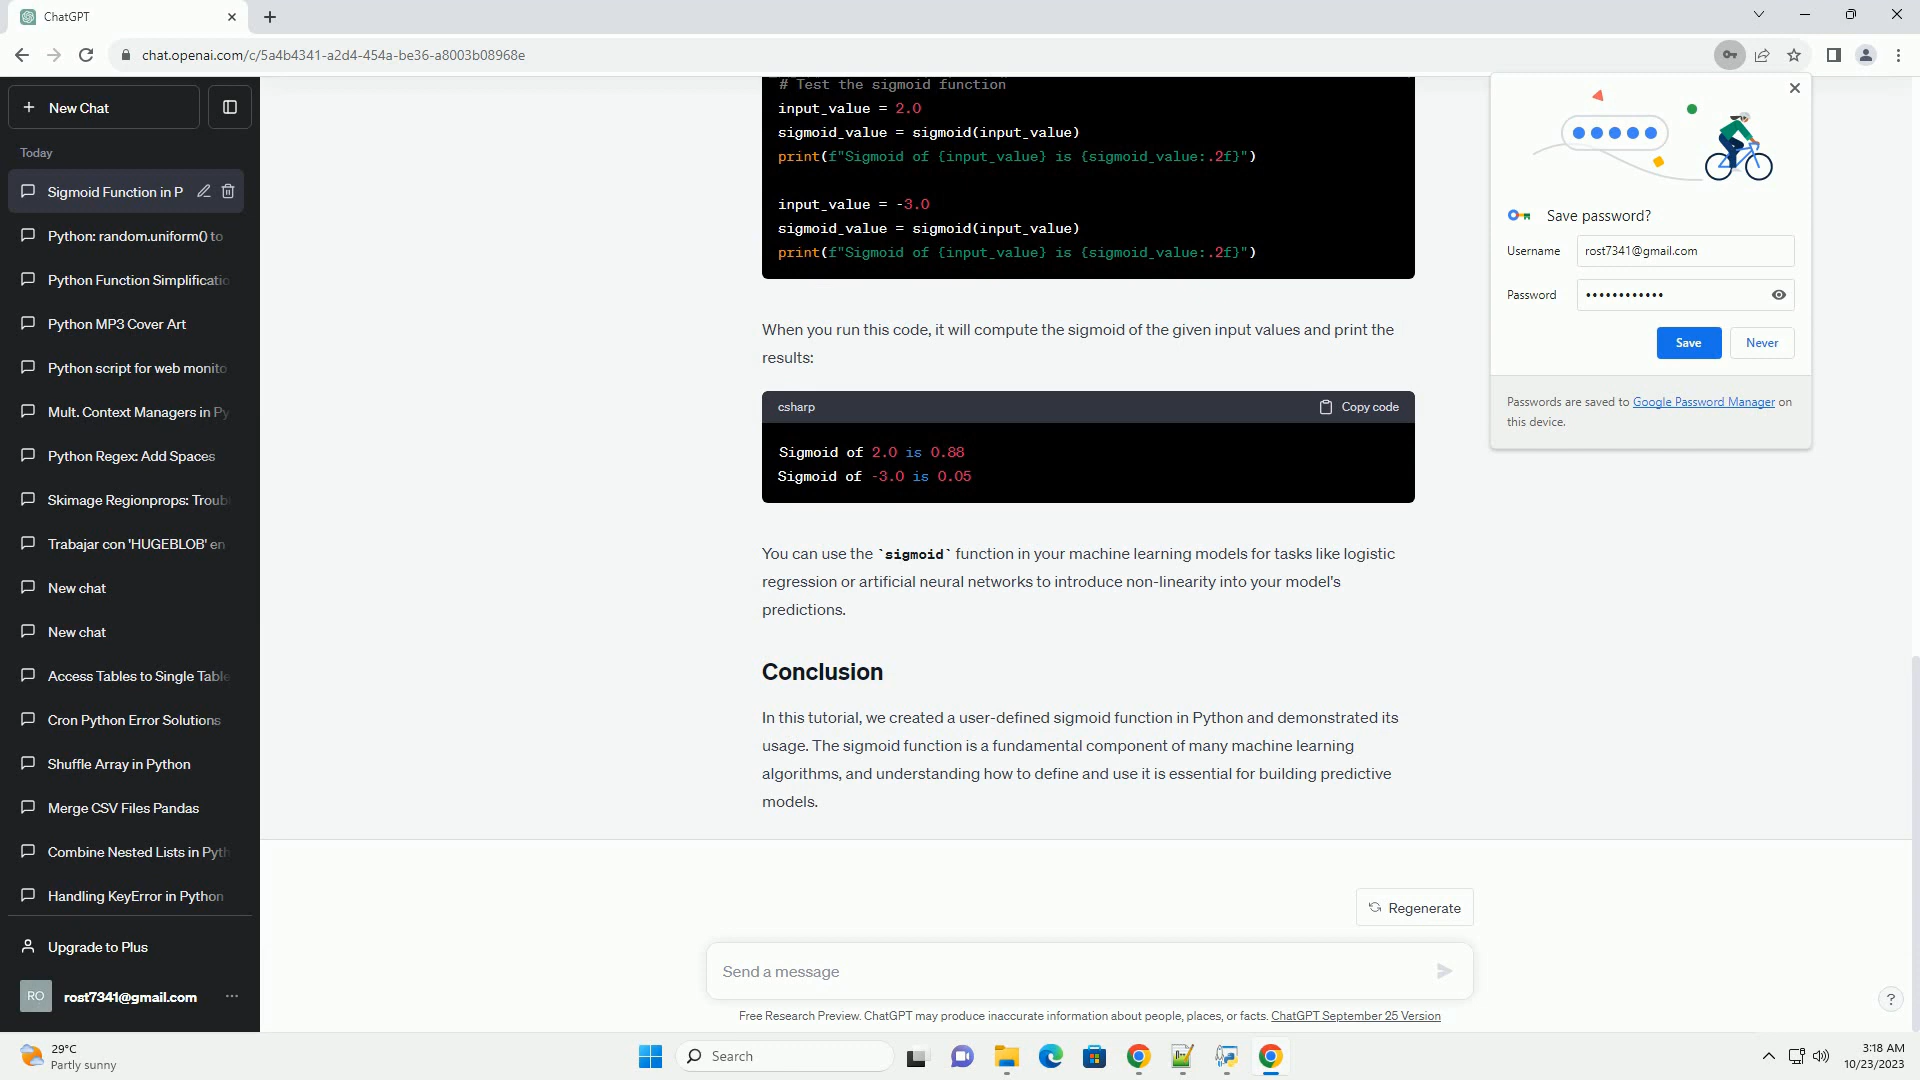 ChatGPT
chat.openai.com/c/5a4b4341-a2d4-454a-be36-a8003b08968e
New Chat
Today
Sigmoid Function in P
Python: random.uniform() to
Python Function Simplificatio
Python MP3 Cover Art
Python script for web monito
Mult. Context Managers in Py
Python Regex: Add Spaces
Skimage Regionprops: Troub
Trabajar con 'HUGEBLOB' en
New chat
New chat
Access Tables to Single Table
Cron Python Error Solutions
Shuffle Array in Python
Merge CSV Files Pandas
Combine Nested Lists in Pyth
Handling KeyError in Python
Upgrade to Plus
RO
rost7341@gmail.com
# Test the sigmoid function
input_value = 2.0
sigmoid_value = sigmoid(input_value)
print(f"Sigmoid of {input_value} is {sigmoid_value:.2f}")
input_value = -3.0
sigmoid_value = sigmoid(input_value)
print(f"Sigmoid of {input_value} is {sigmoid_value:.2f}")
When you run this code, it will compute the sigmoid of the given input values and print the
results:
csharp
Copy code
Sigmoid of 2.0 is 0.88
Sigmoid of -3.0 is 0.05
You can use the `sigmoid` function in your machine learning models for tasks like logistic
regression or artificial neural networks to introduce non-linearity into your model's
predictions.
Conclusion
In this tutorial, we created a user-defined sigmoid function in Python and demonstrated its
usage. The sigmoid function is a fundamental component of many machine learning
algorithms, and understanding how to define and use it is essential for building predictive
models.
Regenerate
Send a message
Free Research Preview. ChatGPT may produce inaccurate information about people, places, or facts. ChatGPT September 25 Version
?
Save password?
Username
rost7341@gmail.com
Password
••••••••••••
Save
Never
Passwords are saved to Google Password Manager on
this device.
29°C
Partly sunny
Search
3:18 AM
10/23/2023